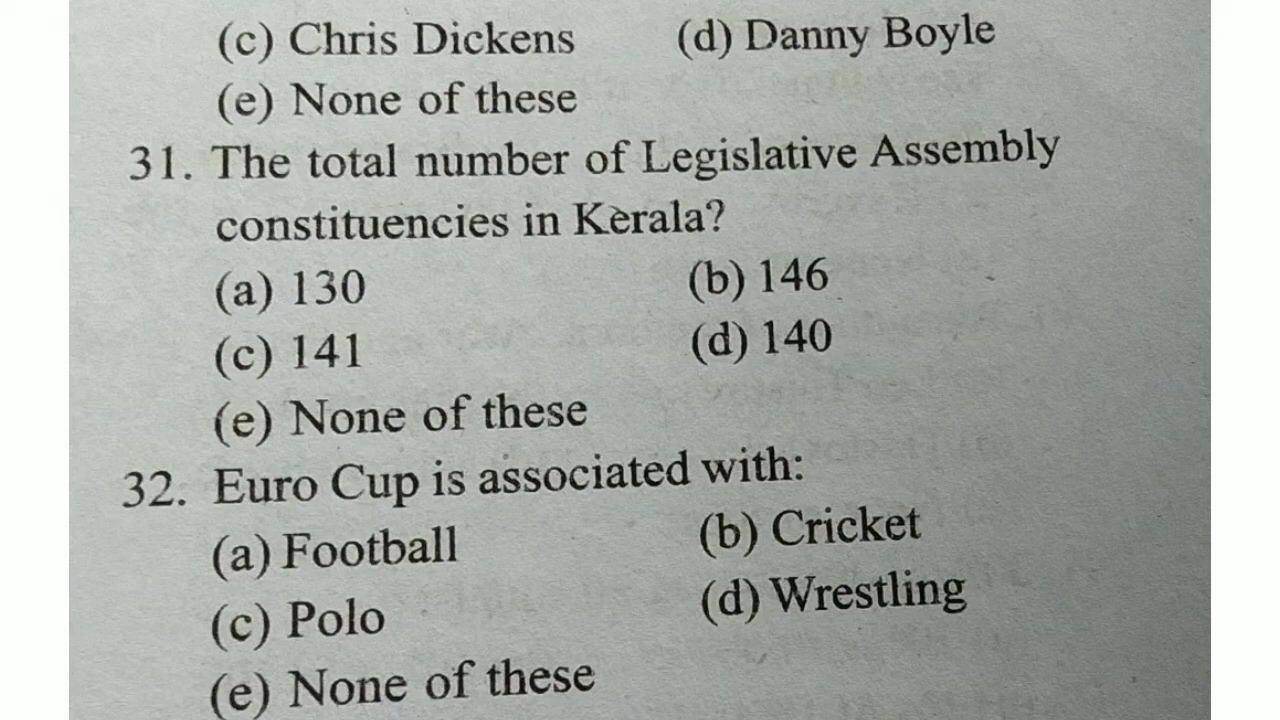 (c) Chris Dickens (d) Danny Boyle
(e) None of these
31. The total number of Legislative Assembly
constituencies in Kerala?
(a) 130 (b) 146
(c) 141 (d) 140
(e) None of these
32. Euro Cup is associated with:
(a) Football (b) Cricket
(c) Polo (d) Wrestling
(e) None of these